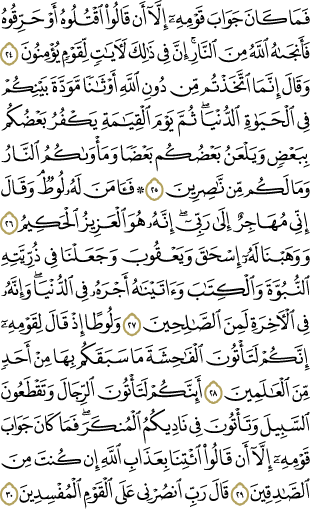 فَمَا كَانَ جَوَابَ قَوْمِهِۦٓ إِلَّآ أَن قَالُوا۟ ٱقْتُلُوهُ أَوْ حَرِّقُوهُ
فَأَنجَىٰهُ ٱللَّهُ مِنَ ٱلنَّارِ ۚ إِنَّ فِى ذَٰلِكَ لَـَٔايَـٰتٍ لِّقَوْمٍ يُؤْمِنُونَ ٢٤
وَقَالَ إِنَّمَا ٱتَّخَذْتُم مِّن دُونِ ٱللَّهِ أَوْثَـٰنًا مَّوَدَّةَ بَيْنِكُمْ
فِى ٱلْحَيَوٰةِ ٱلدُّنْيَا ۖ ثُمَّ يَوْمَ ٱلْقِيَـٰمَةِ يَكْفُرُ بَعْضُكُم
بِبَعْضٍ وَيَلْعَنُ بَعْضُكُم بَعْضًا وَمَأْوَىٰكُمُ ٱلنَّارُ
وَمَا لَكُم مِّن نَّـٰصِرِينَ ٢٥ ۞ فَـَٔامَنَ لَهُۥ لُوطٌ ۘ وَقَالَ
إِنِّى مُهَاجِرٌ إِلَىٰ رَبِّىٓ ۖ إِنَّهُۥ هُوَ ٱلْعَزِيزُ ٱلْحَكِيمُ ٢٦
وَوَهَبْنَا لَهُۥٓ إِسْحَـٰقَ وَيَعْقُوبَ وَجَعَلْنَا فِى ذُرِّيَّتِهِ
ٱلنُّبُوَّةَ وَٱلْكِتَـٰبَ وَءَاتَيْنَـٰهُ أَجْرَهُۥ فِى ٱلدُّنْيَا ۖ وَإِنَّهُۥ
فِى ٱلْـَٔاخِرَةِ لَمِنَ ٱلصَّـٰلِحِينَ ٢٧ وَلُوطًا إِذْ قَالَ لِقَوْمِهِۦٓ
إِنَّكُمْ لَتَأْتُونَ ٱلْفَـٰحِشَةَ مَا سَبَقَكُم بِهَا مِنْ أَحَدٍ
مِّنَ ٱلْعَـٰلَمِينَ ٢٨ أَئِنَّكُمْ لَتَأْتُونَ ٱلرِّجَالَ وَتَقْطَعُونَ
ٱلسَّبِيلَ وَتَأْتُونَ فِى نَادِيكُمُ ٱلْمُنكَرَ ۖ فَمَا كَانَ جَوَابَ
قَوْمِهِۦٓ إِلَّآ أَن قَالُوا۟ ٱئْتِنَا بِعَذَابِ ٱللَّهِ إِن كُنتَ مِنَ
ٱلصَّـٰدِقِينَ ٢٩ قَالَ رَبِّ ٱنصُرْنِى عَلَى ٱلْقَوْمِ ٱلْمُفْسِدِينَ ٣٠